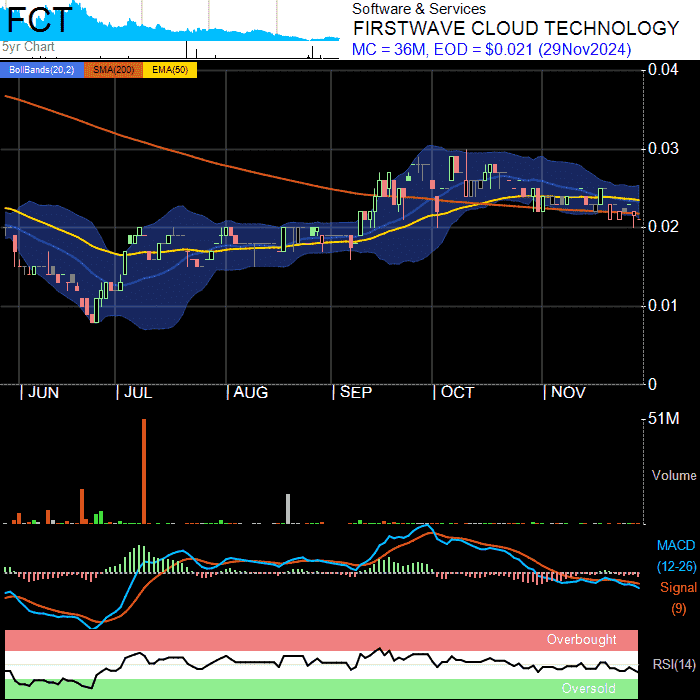 FCT
5yr Chart
Software & Services
FIRSTWAVE CLOUD TECHNOLOGY
MC = 36M, EOD = $0.021 (29Nov2024)
BollBands(20,2) SMA(200) EMA(50)
0.04
0.03
0.02
0.01
0
JUN JUL AUG SEP OCT NOV
51M
Volume
MACD
(12-26)
Signal
(9)
Overbought
RSI(14)
Oversold